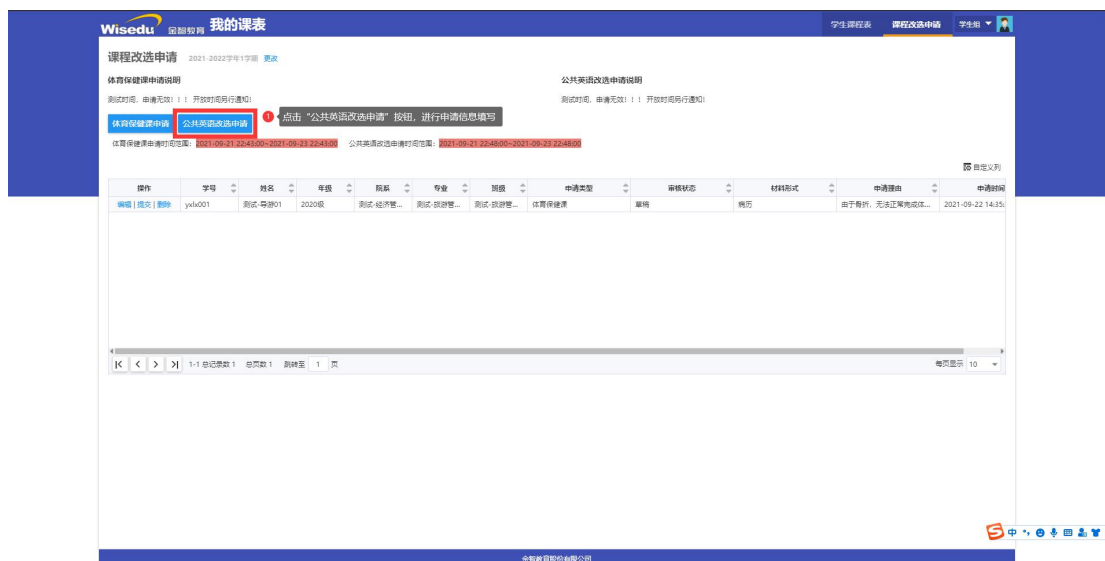 Wisedu 金智教育 我的课表 学生课程表 课程改选申请 学生组
课程改选申请 2021-2022学年1学期 更改
体育保健课申请说明 公共英语改选申请说明
测试时间，申请无效！！！ 开放时间另行通知! 测试时间，申请无效！！！ 开放时间另行通知!
体育保健课申请 公共英语改选申请 1 点击“公共英语改选申请”按钮，进行申请信息填写
体育保健课申请时间范围: 2021-09-21 22:43:00~2021-09-23 22:43:00 公共英语改选申请时间范围: 2021-09-21 22:48:00~2021-09-23 22:48:00
自定义列
操作 学号 姓名 年级 院系 专业 班级 申请类型 审核状态 材料形式 申请理由 申请时间
编辑 | 提交 | 删除 yxlx001 测试-导游01 2020级 测试-经济管... 测试-旅游管... 测试-旅游管... 体育保健课 草稿 病历 由于骨折，无法正常完成体... 2021-09-22 14:35:
1-1 总记录数 1 总页数 1 跳转至 1 页 每页显示 10
中
金智教育股份有限公司